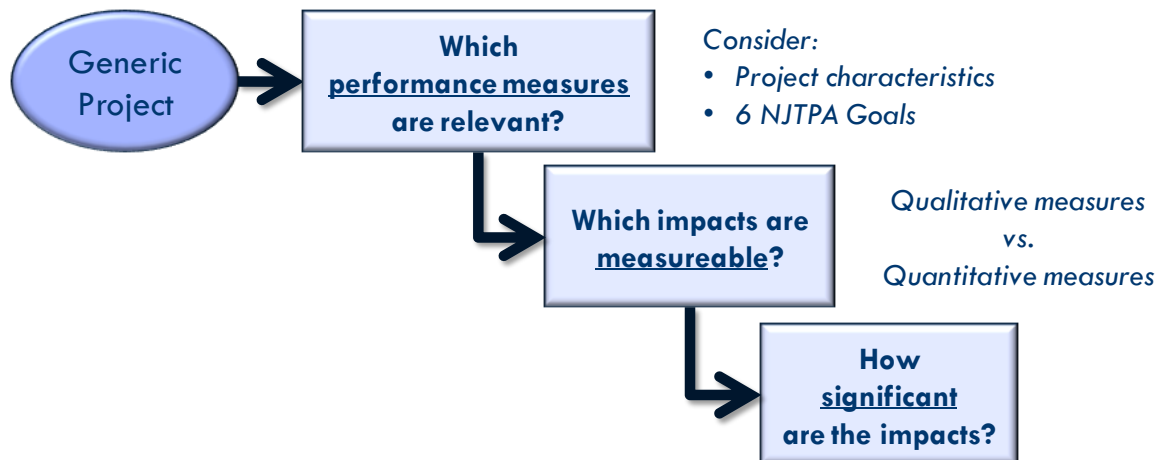 Generic
Project
Which
performance measures
are relevant?
Consider:
• Project characteristics
• 6 NJTPA Goals
Which impacts are
measureable?
Qualitative measures
vs.
Quantitative measures
How
significant
are the impacts?